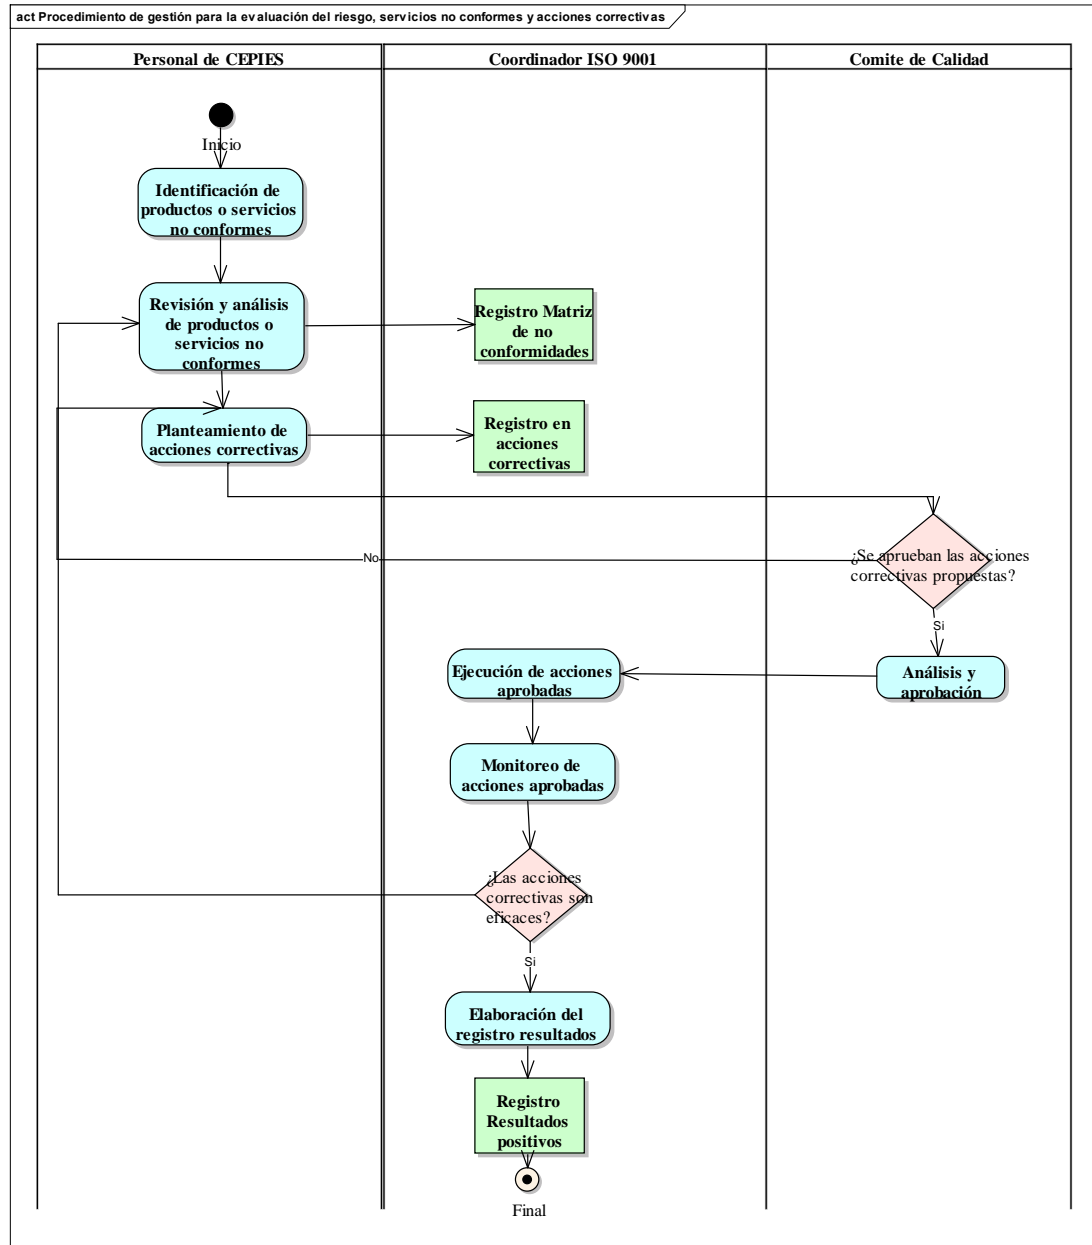 act Procedimiento de gestión para la evaluación del riesgo, servicios no conformes y acciones correctivas
Personal de CEPIES
Coordinador ISO 9001
Comite de Calidad
Inicio
Identificación de
productos o servicios
no conformes
Revisión y análisis
de productos o
servicios no
conformes
Registro Matriz
de no
conformidades
Planteamiento de
acciones correctivas
Registro en
acciones
correctivas
¿Se aprueban las acciones
correctivas propuestas?
No
Si
Análisis y
aprobación
Ejecución de acciones
aprobadas
Monitoreo de
acciones aprobadas
¿Las acciones
correctivas son
eficaces?
Si
Elaboración del
registro resultados
Registro
Resultados
positivos
Final